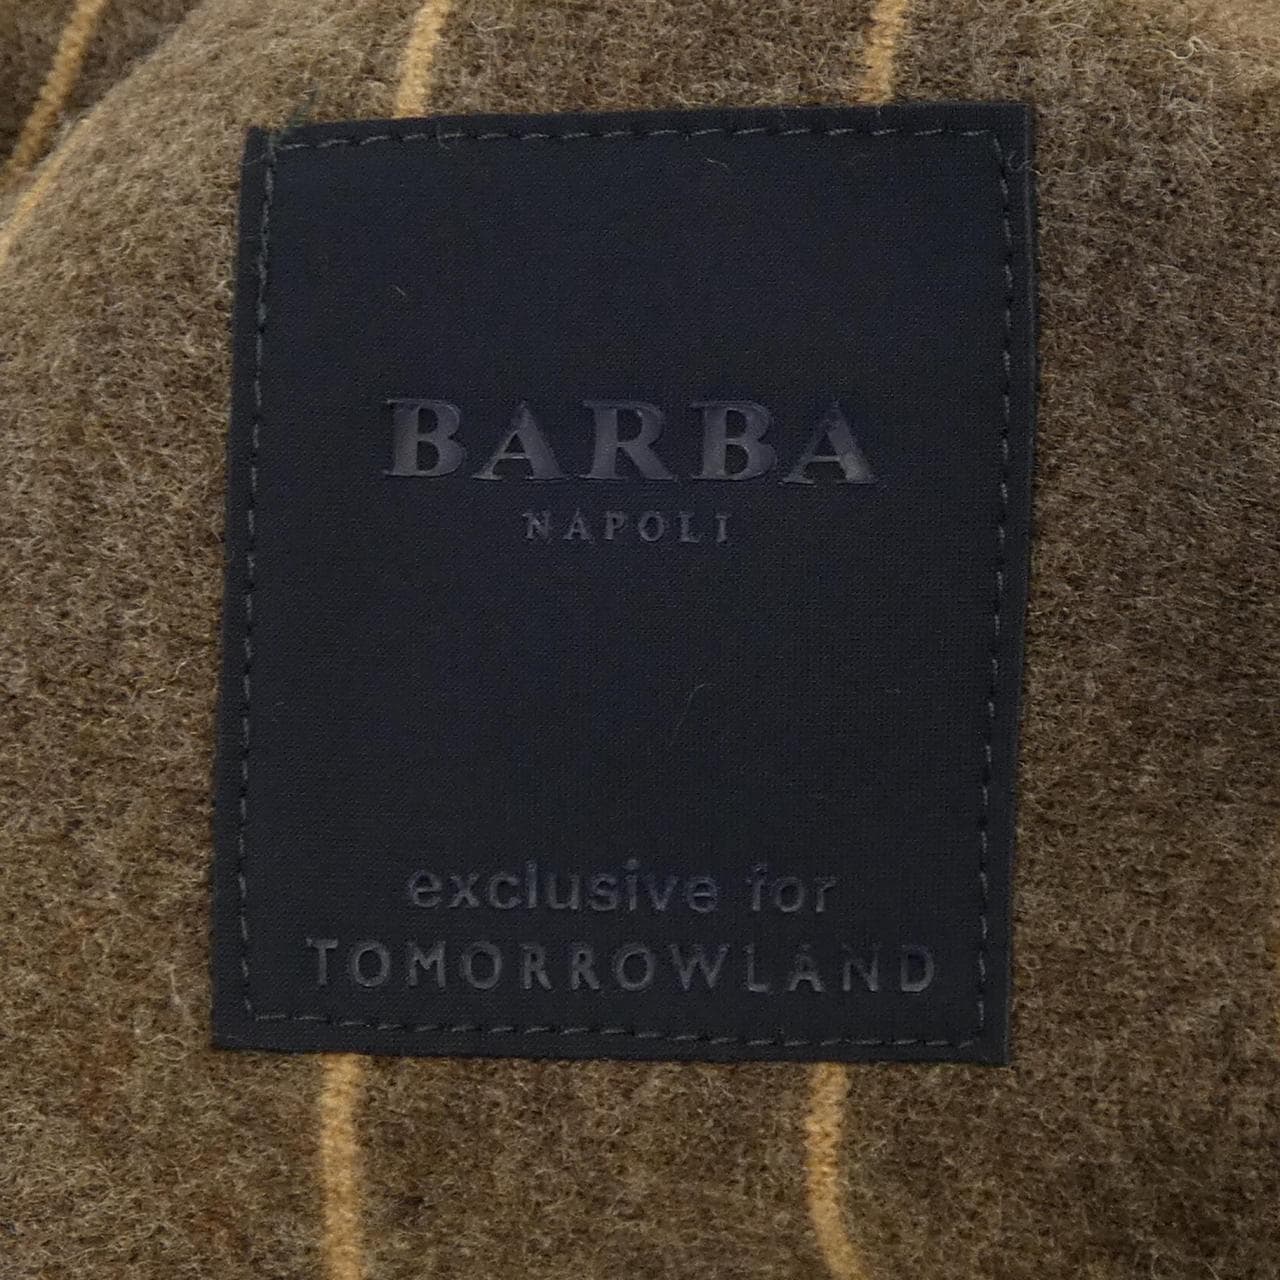 BARBA
NAPOLI
exclusive for
TOMORROWLAND